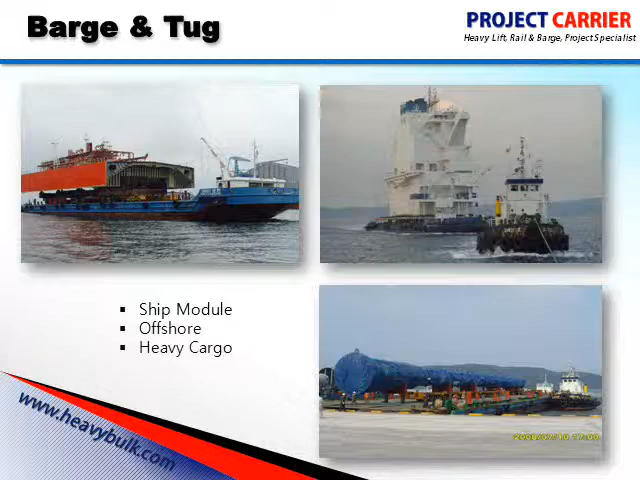 Barge & Tug
PROJECT CARRIER
Heavy Lift, Rail & Barge, Project Specialist
▪ Ship Module
▪ Offshore
▪ Heavy Cargo
www.heavybulk.com